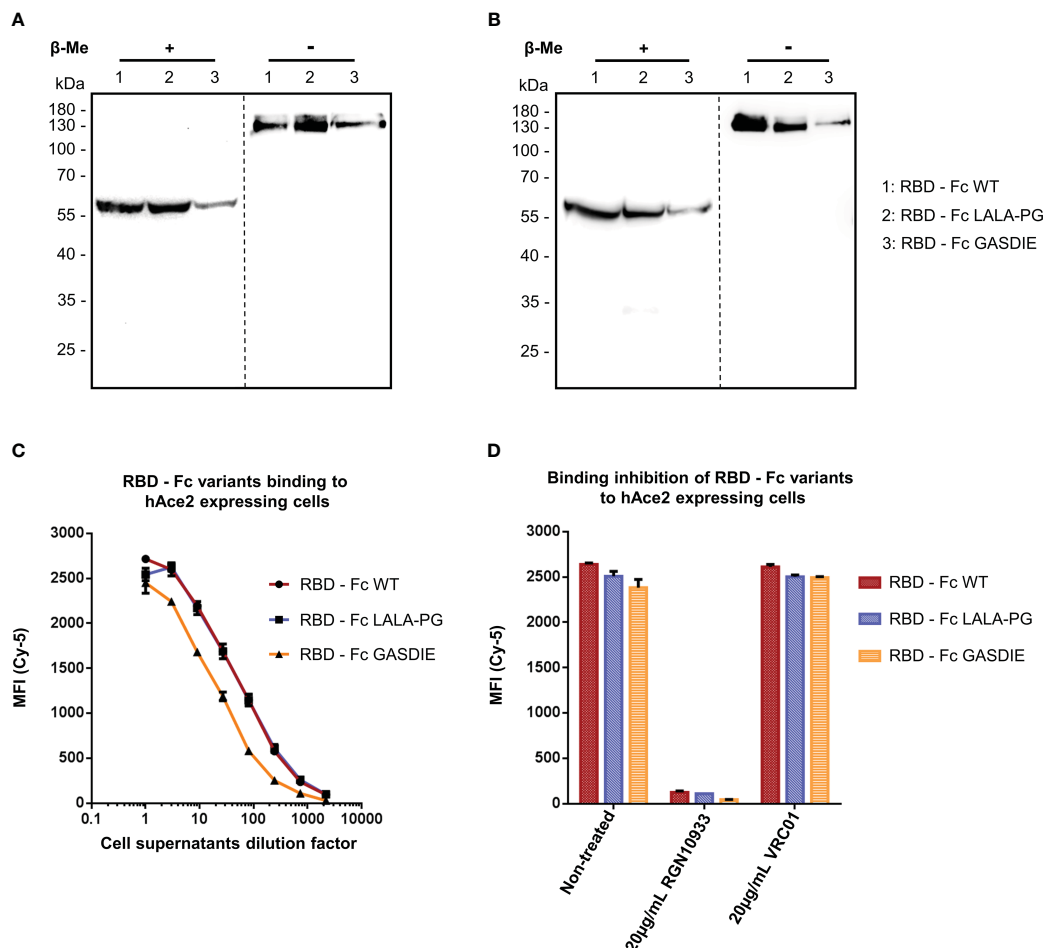 A
β-Me + -
1 2 3 1 2 3
kDa
180 -
130 -
100 -
70 -
55 -
40 -
35 -
25 -
B
β-Me + -
1 2 3 1 2 3
kDa
180 -
130 -
100 -
70 -
55 -
40 -
35 -
25 -
1: RBD - Fc WT
2: RBD - Fc LALA-PG
3: RBD - Fc GASDIE
C
RBD - Fc variants binding to
hAce2 expressing cells
MFI (Cy-5)
3000
2500
2000
1500
1000
500
0
0.1 1 10 100 1000 10000
Cell supernatants dilution factor
RBD - Fc WT
RBD - Fc LALA-PG
RBD - Fc GASDIE
D
Binding inhibition of RBD - Fc variants
to hAce2 expressing cells
MFI (Cy-5)
3000
2500
2000
1500
1000
500
0
Non-treated
20µg/mL RGN10933
20µg/mL VRC01
RBD - Fc WT
RBD - Fc LALA-PG
RBD - Fc GASDIE